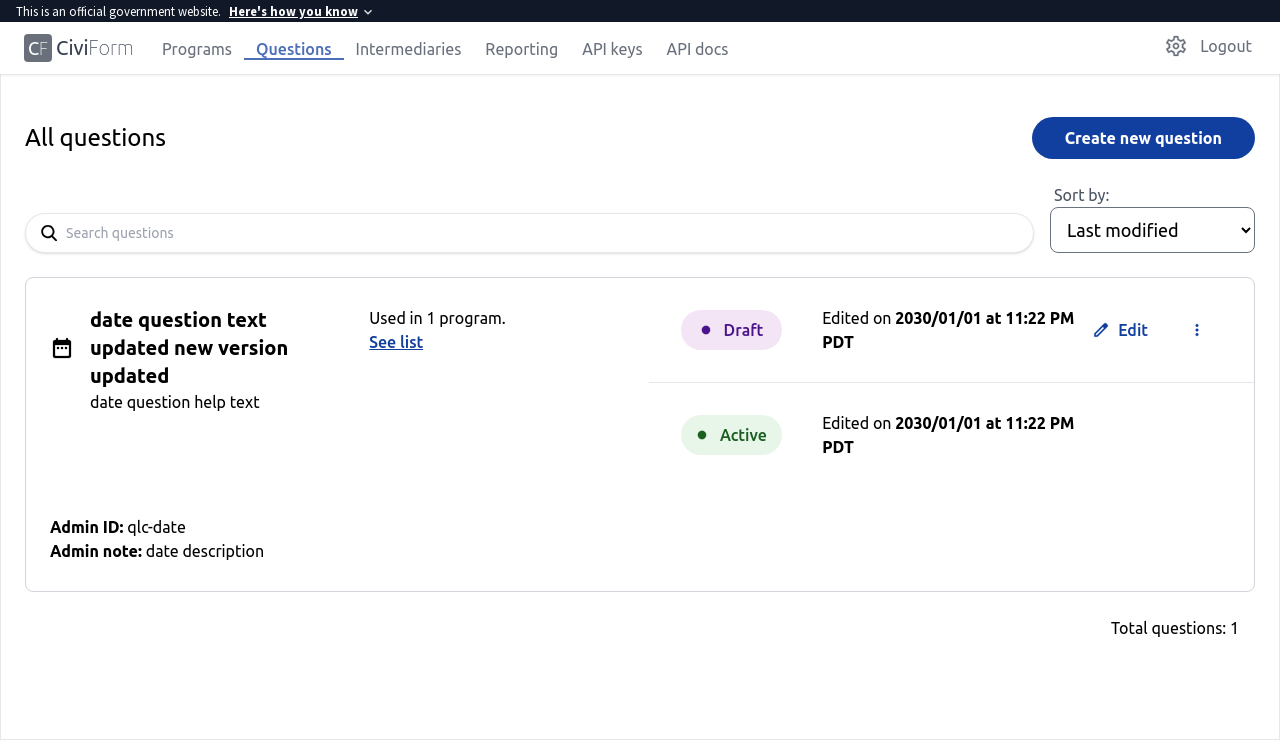 This is an official government website. Here's how you know
CF CiviForm Programs Questions Intermediaries Reporting API keys API docs Logout
All questions
Create new question
Sort by:
Search questions
Last modified
date question text
updated new version
updated
date question help text
Used in 1 program.
See list
Draft
Edited on 2030/01/01 at 11:22 PM
PDT
Edit
Active
Edited on 2030/01/01 at 11:22 PM
PDT
Admin ID: qlc-date
Admin note: date description
Total questions: 1